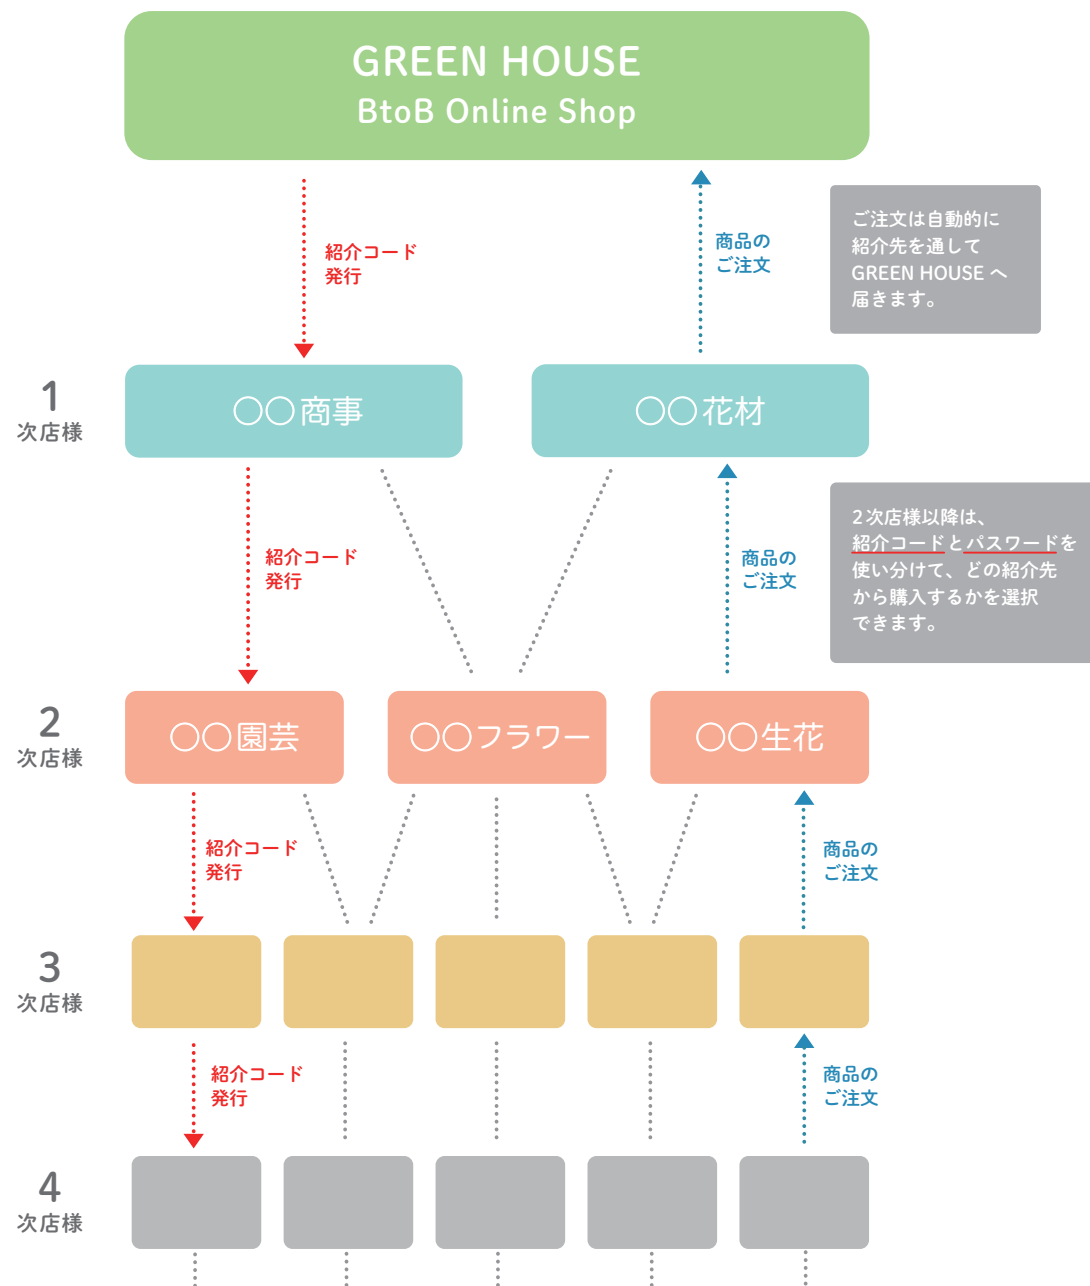 GREEN HOUSE
BtoB Online Shop
紹介コード
発行
商品の
ご注文
ご注文は自動的に
紹介先を通して
GREEN HOUSE へ
届きます。
1
次店様
〇〇商事
〇〇花材
紹介コード
発行
商品の
ご注文
2次店様以降は、
紹介コードとパスワードを
使い分けて、どの紹介先
から購入するかを選択
できます。
2
次店様
〇〇園芸
〇〇フラワー
〇〇生花
紹介コード
発行
商品の
ご注文
3
次店様
紹介コード
発行
商品の
ご注文
4
次店様